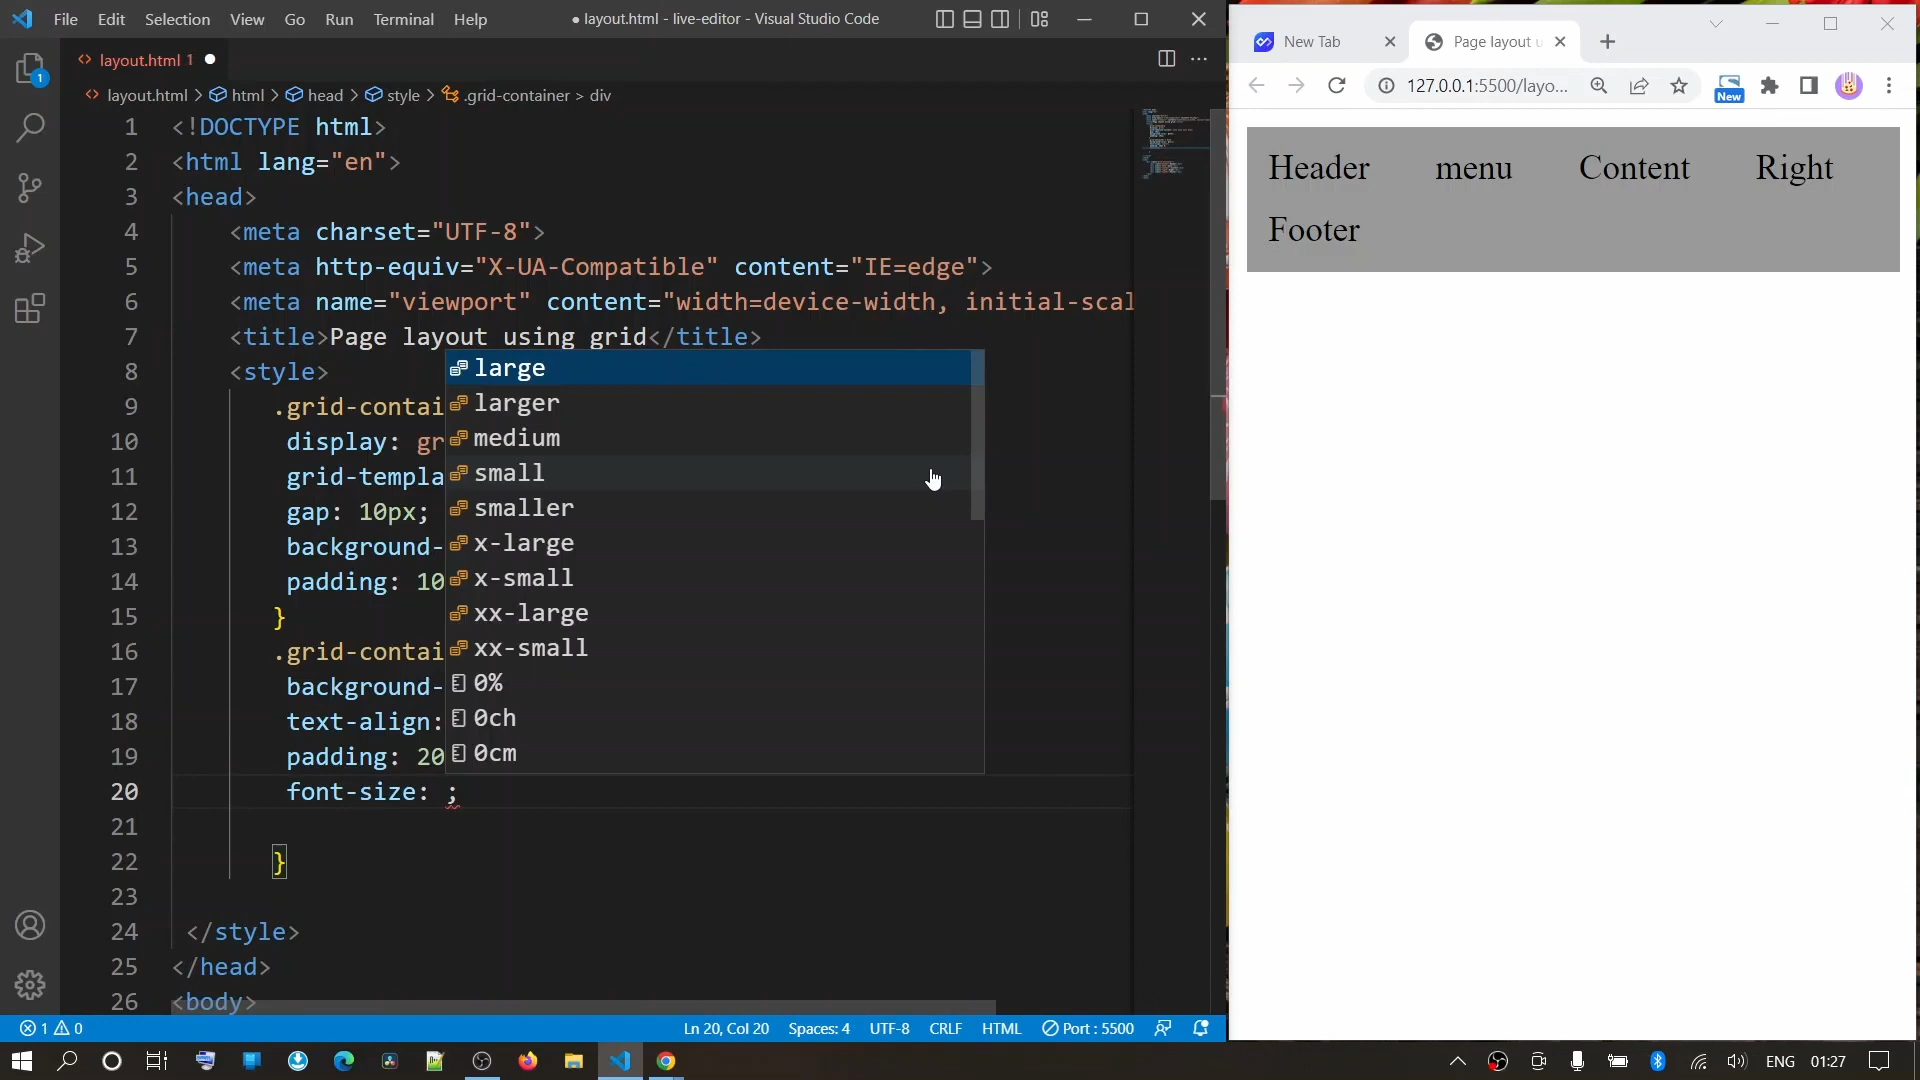 File Edit Selection View Go Run Terminal Help
● layout.html - live-editor - Visual Studio Code
layout.html 1
layout.html > html > head > style > .grid-container > div
1 <!DOCTYPE html>
2 <html lang="en">
3 <head>
4 <meta charset="UTF-8">
5 <meta http-equiv="X-UA-Compatible" content="IE=edge">
6 <meta name="viewport" content="width=device-width, initial-scal
7 <title>Page layout using grid</title>
8 <style>
9 .grid-contai
10 display: gr
11 grid-templa
12 gap: 10px;
13 background-
14 padding: 10
15 }
16 .grid-contai
17 background-
18 text-align:
19 padding: 20
20 font-size: ;
21
22 }
23
24 </style>
25 </head>
26 <body>
large
larger
medium
small
smaller
x-large
x-small
xx-large
xx-small
0%
0ch
0cm
1
1 0
Ln 20, Col 20 Spaces: 4 UTF-8 CRLF HTML Port : 5500
New Tab
Page layout u
127.0.0.1:5500/layo...
New
Header menu Content Right
Footer
ENG 01:27